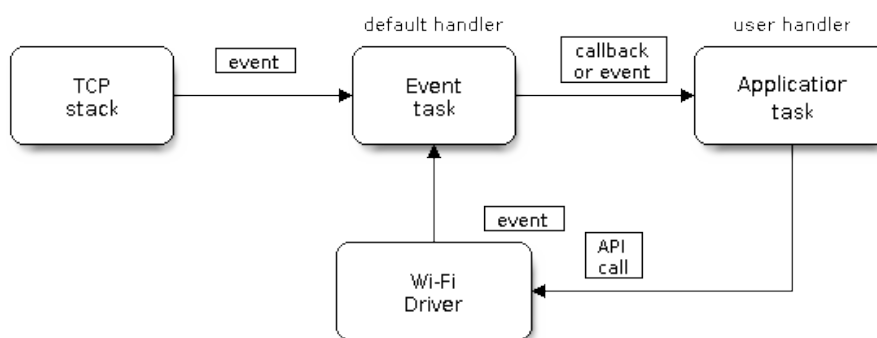 default handler
user handler
event
callback
or event
TCP
stack
Event
task
Application
task
event
API
call
Wi-Fi
Driver